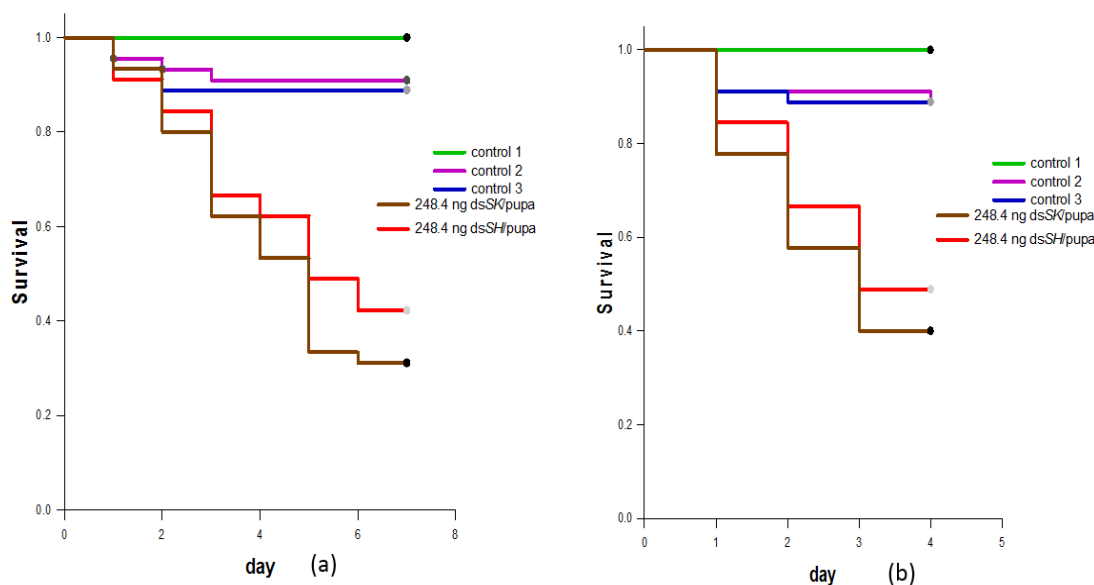 1.0
0.8
0.6
0.4
0.2
0.0
Survival
0 2 4 6 8
day (a)
control 1
control 2
control 3
248.4 ng dsSK/pupa
248.4 ng dsSH/pupa
1.0
0.8
0.6
0.4
0.2
0.0
Survival
0 1 2 3 4 5
day (b)
control 1
control 2
control 3
248.4 ng dsSK/pupa
248.4 ng dsSH/pupa